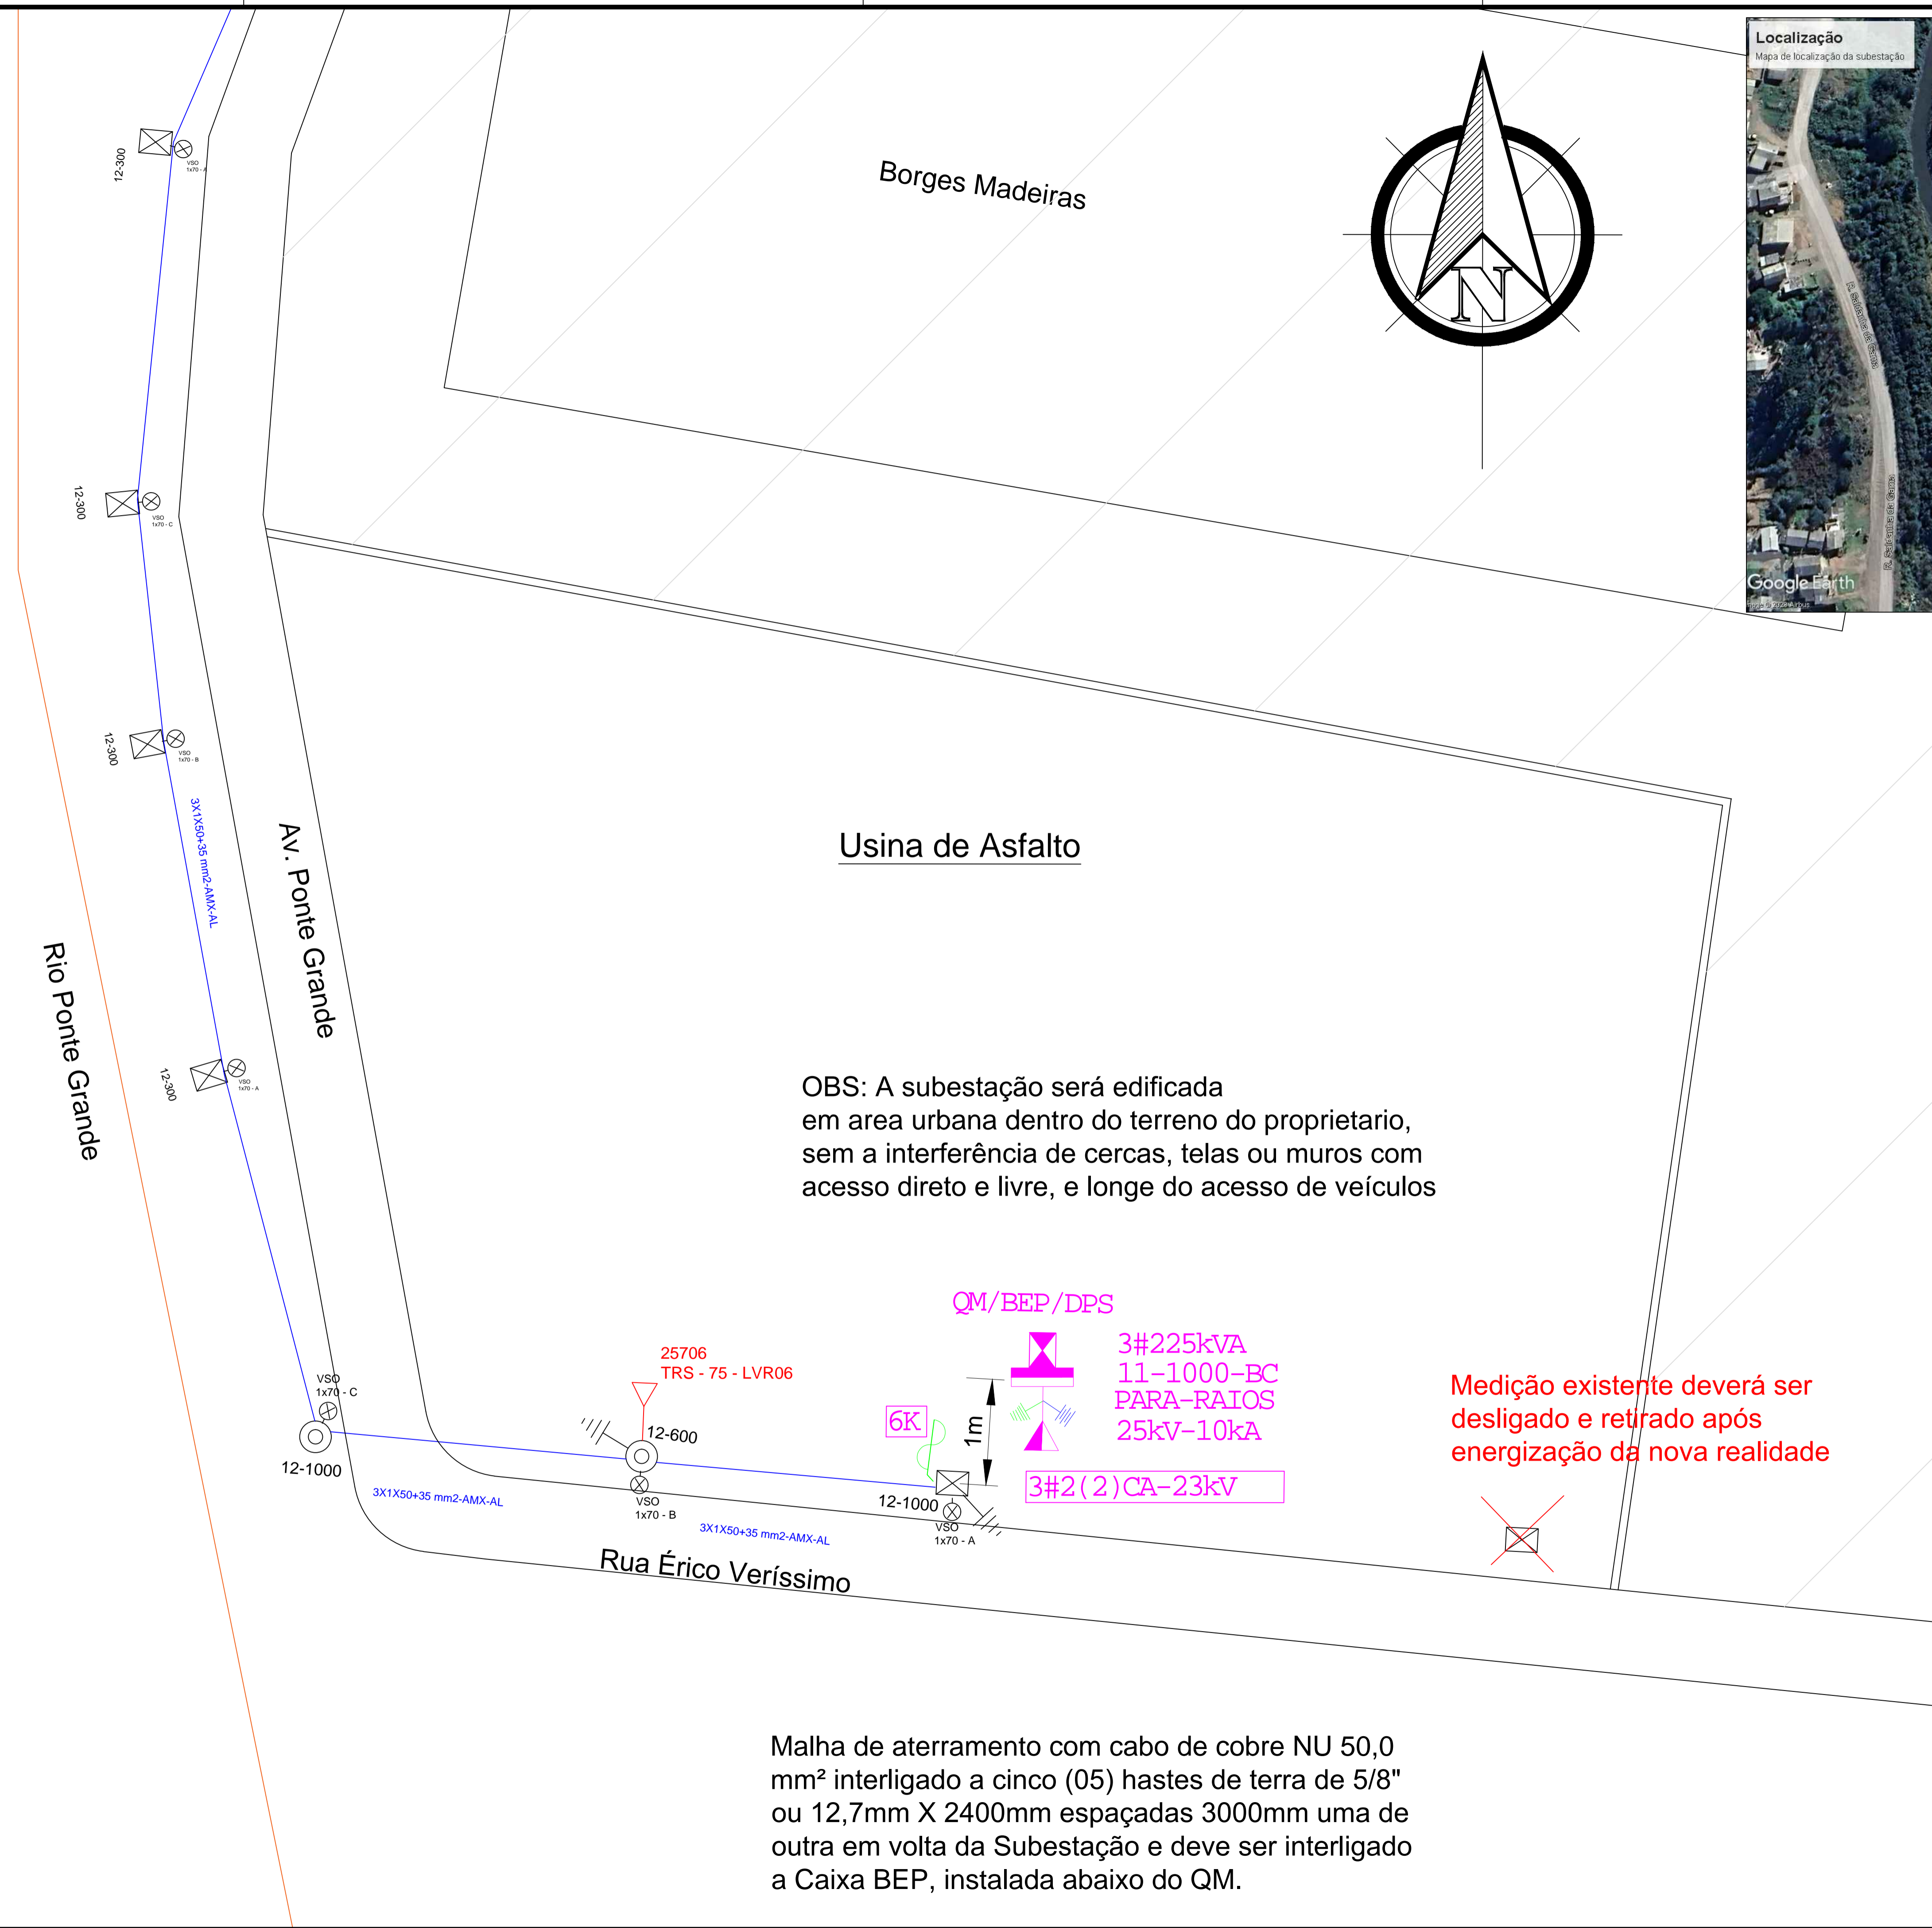 Localização
Mapa de localização da subestação
R. Saldanha da Gama
R. Saldanha da Gama
Google Earth
Borges Madeiras
N
12-300
VSO
1x70 - A
12-300
VSO
1x70 - C
12-300
VSO
1x70 - B
3X1X50+35 mm2-AMX-AL
Av. Ponte Grande
Rio Ponte Grande
12-300
VSO
1x70 - A
Usina de Asfalto
OBS: A subestação será edificada
em area urbana dentro do terreno do proprietario,
sem a interferência de cercas, telas ou muros com
acesso direto e livre, e longe do acesso de veículos
QM/BEP/DPS
3#225kVA
11-1000-BC
PARA-RAIOS
25kV-10kA
6K
1m
3#2(2)CA-23kV
25706
TRS - 75 - LVR06
12-600
VSO
1x70 - B
VSO
1x70 - C
12-1000
3X1X50+35 mm2-AMX-AL
3X1X50+35 mm2-AMX-AL
12-1000
VSO
1x70 - A
Medição existente deverá ser
desligado e retirado após
energização da nova realidade
Rua Érico Veríssimo
Malha de aterramento com cabo de cobre NU 50,0
mm² interligado a cinco (05) hastes de terra de 5/8"
ou 12,7mm X 2400mm espaçadas 3000mm uma de
outra em volta da Subestação e deve ser interligado
a Caixa BEP, instalada abaixo do QM.